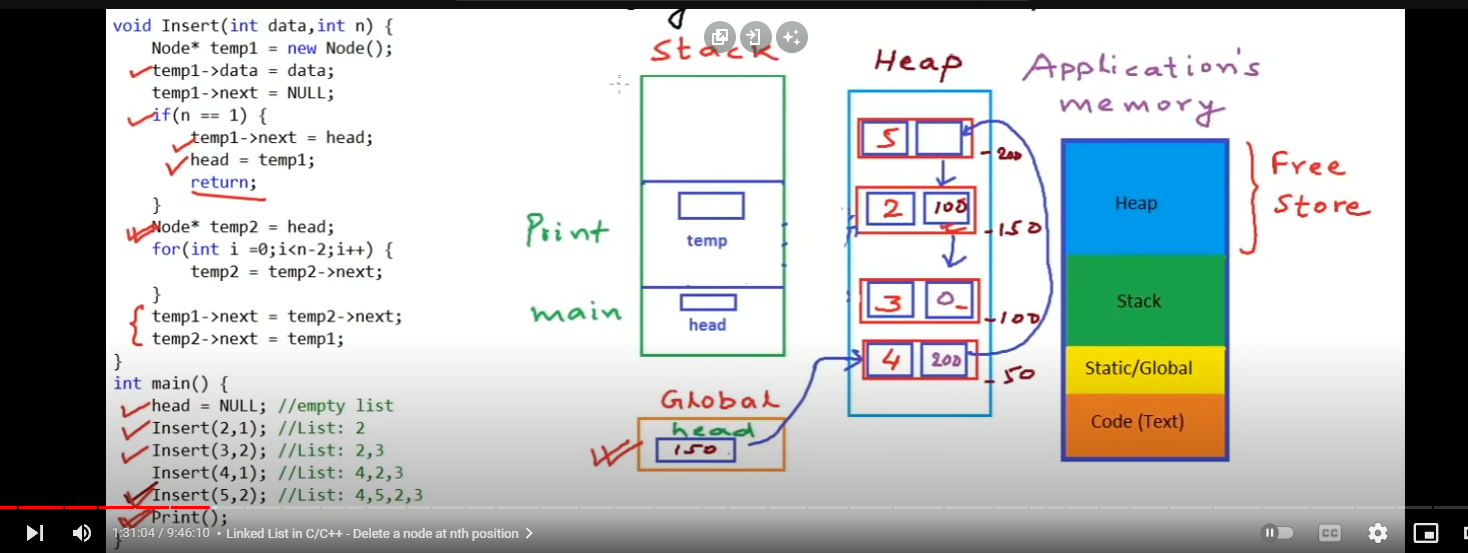 void Insert(int data,int n) {
Node* temp1 = new Node();
temp1->data = data;
temp1->next = NULL;
if(n == 1) {
temp1->next = head;
head = temp1;
return;
}
Node* temp2 = head;
for(int i =0;i<n-2;i++) {
temp2 = temp2->next;
}
temp1->next = temp2->next;
temp2->next = temp1;
}
int main() {
head = NULL; //empty list
Insert(2,1); //List: 2
Insert(3,2); //List: 2,3
Insert(4,1); //List: 4,2,3
Insert(5,2); //List: 4,5,2,3
Print();
}
Stack
Print
temp
main
head
Global
head
150
Heap
5
-200
2 100
-150
3 0
-100
4 200
-50
Application's
memory
Heap
Stack
Static/Global
Code (Text)
Free
Store
1:31:04 / 9:46:10 • Linked List in C/C++ - Delete a node at nth position
CC